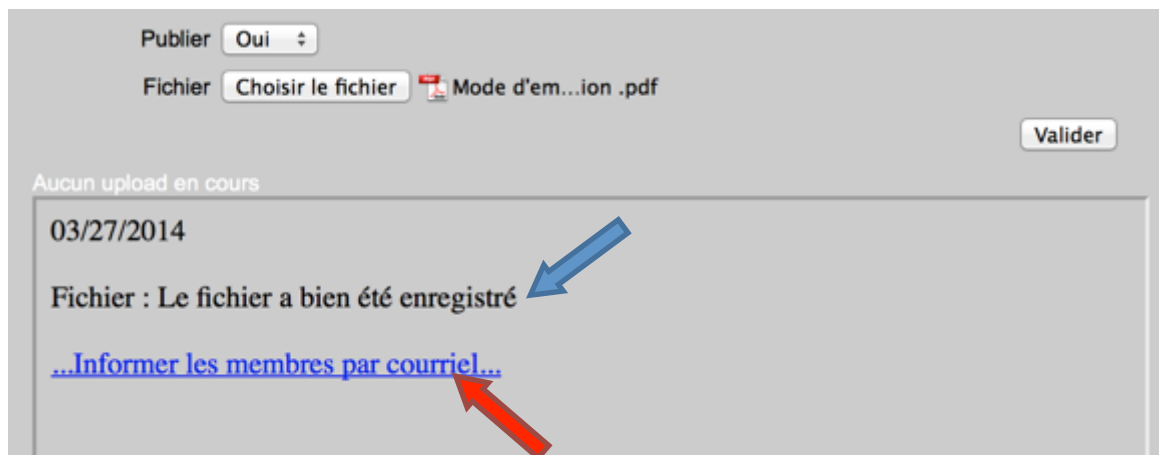 Publier Oui
Fichier Choisir le fichier Mode d'em...ion .pdf
Valider
Aucun upload en cours
03/27/2014
Fichier : Le fichier a bien été enregistré
...Informer les membres par courriel...